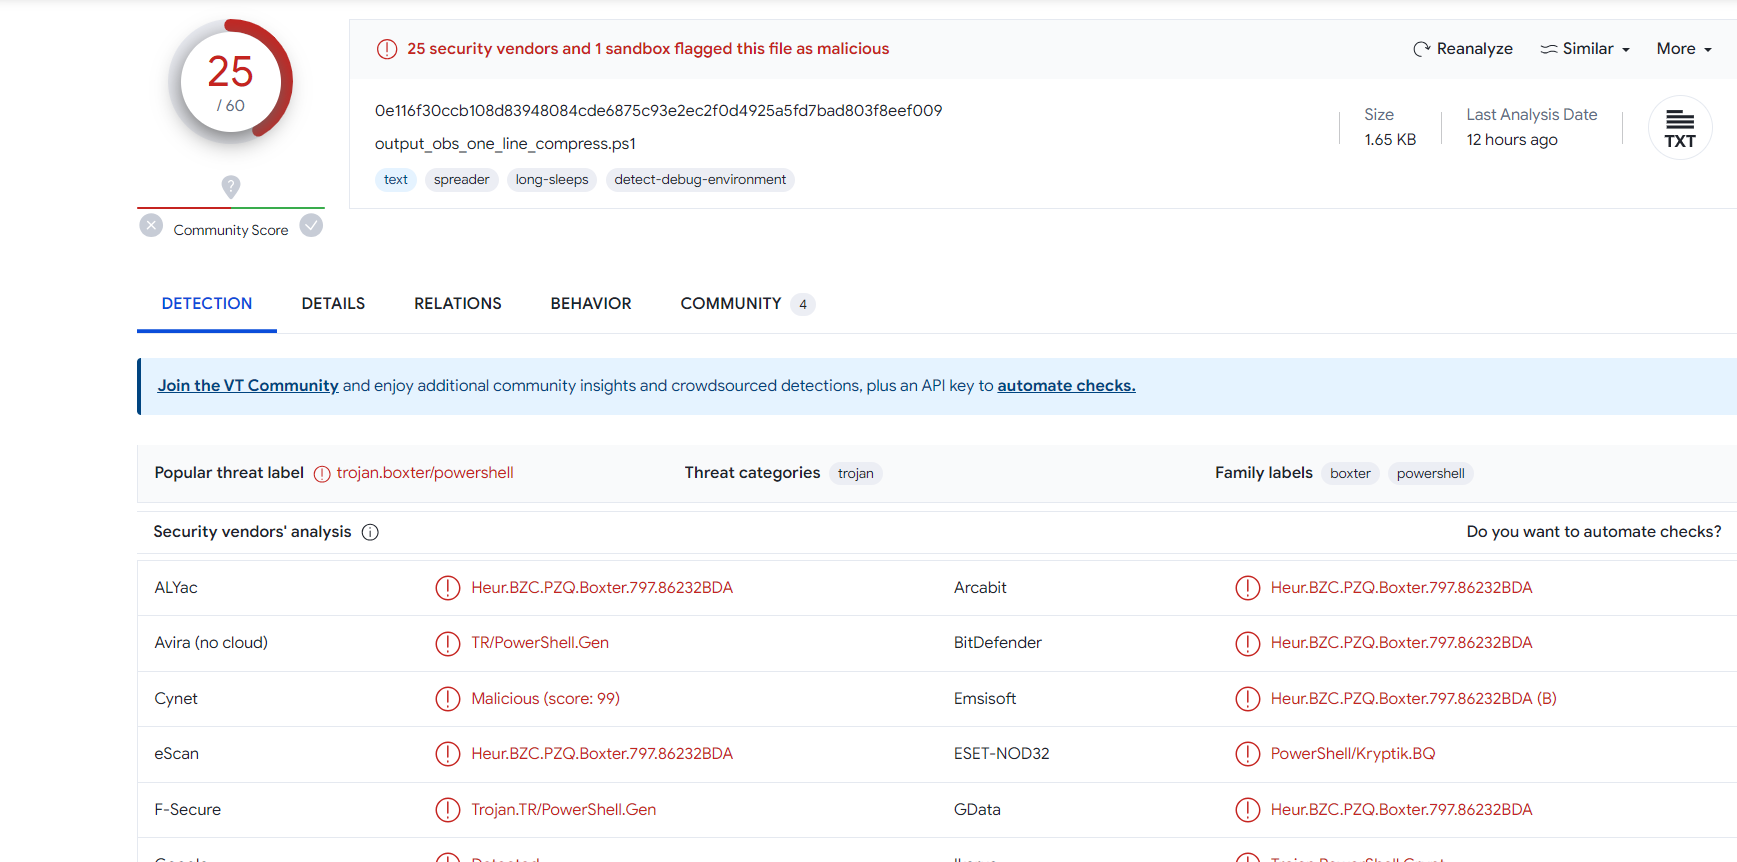 25
/ 60
Community Score
25 security vendors and 1 sandbox flagged this file as malicious
Reanalyze
Similar
More
0e116f30ccb108d83948084cde6875c93e2ec2f0d4925a5fd7bad803f8eef009
output_obs_one_line_compress.ps1
text
spreader
long-sleeps
detect-debug-environment
Size
1.65 KB
Last Analysis Date
12 hours ago
TXT
DETECTION
DETAILS
RELATIONS
BEHAVIOR
COMMUNITY 4
Join the VT Community and enjoy additional community insights and crowdsourced detections, plus an API key to automate checks.
Popular threat label trojan.boxter/powershell
Threat categories trojan
Family labels boxter powershell
Security vendors' analysis
Do you want to automate checks?
ALYac Heur.BZC.PZQ.Boxter.797.86232BDA
Arcabit Heur.BZC.PZQ.Boxter.797.86232BDA
Avira (no cloud) TR/PowerShell.Gen
BitDefender Heur.BZC.PZQ.Boxter.797.86232BDA
Cynet Malicious (score: 99)
Emsisoft Heur.BZC.PZQ.Boxter.797.86232BDA (B)
eScan Heur.BZC.PZQ.Boxter.797.86232BDA
ESET-NOD32 PowerShell/Kryptik.BQ
F-Secure Trojan.TR/PowerShell.Gen
GData Heur.BZC.PZQ.Boxter.797.86232BDA